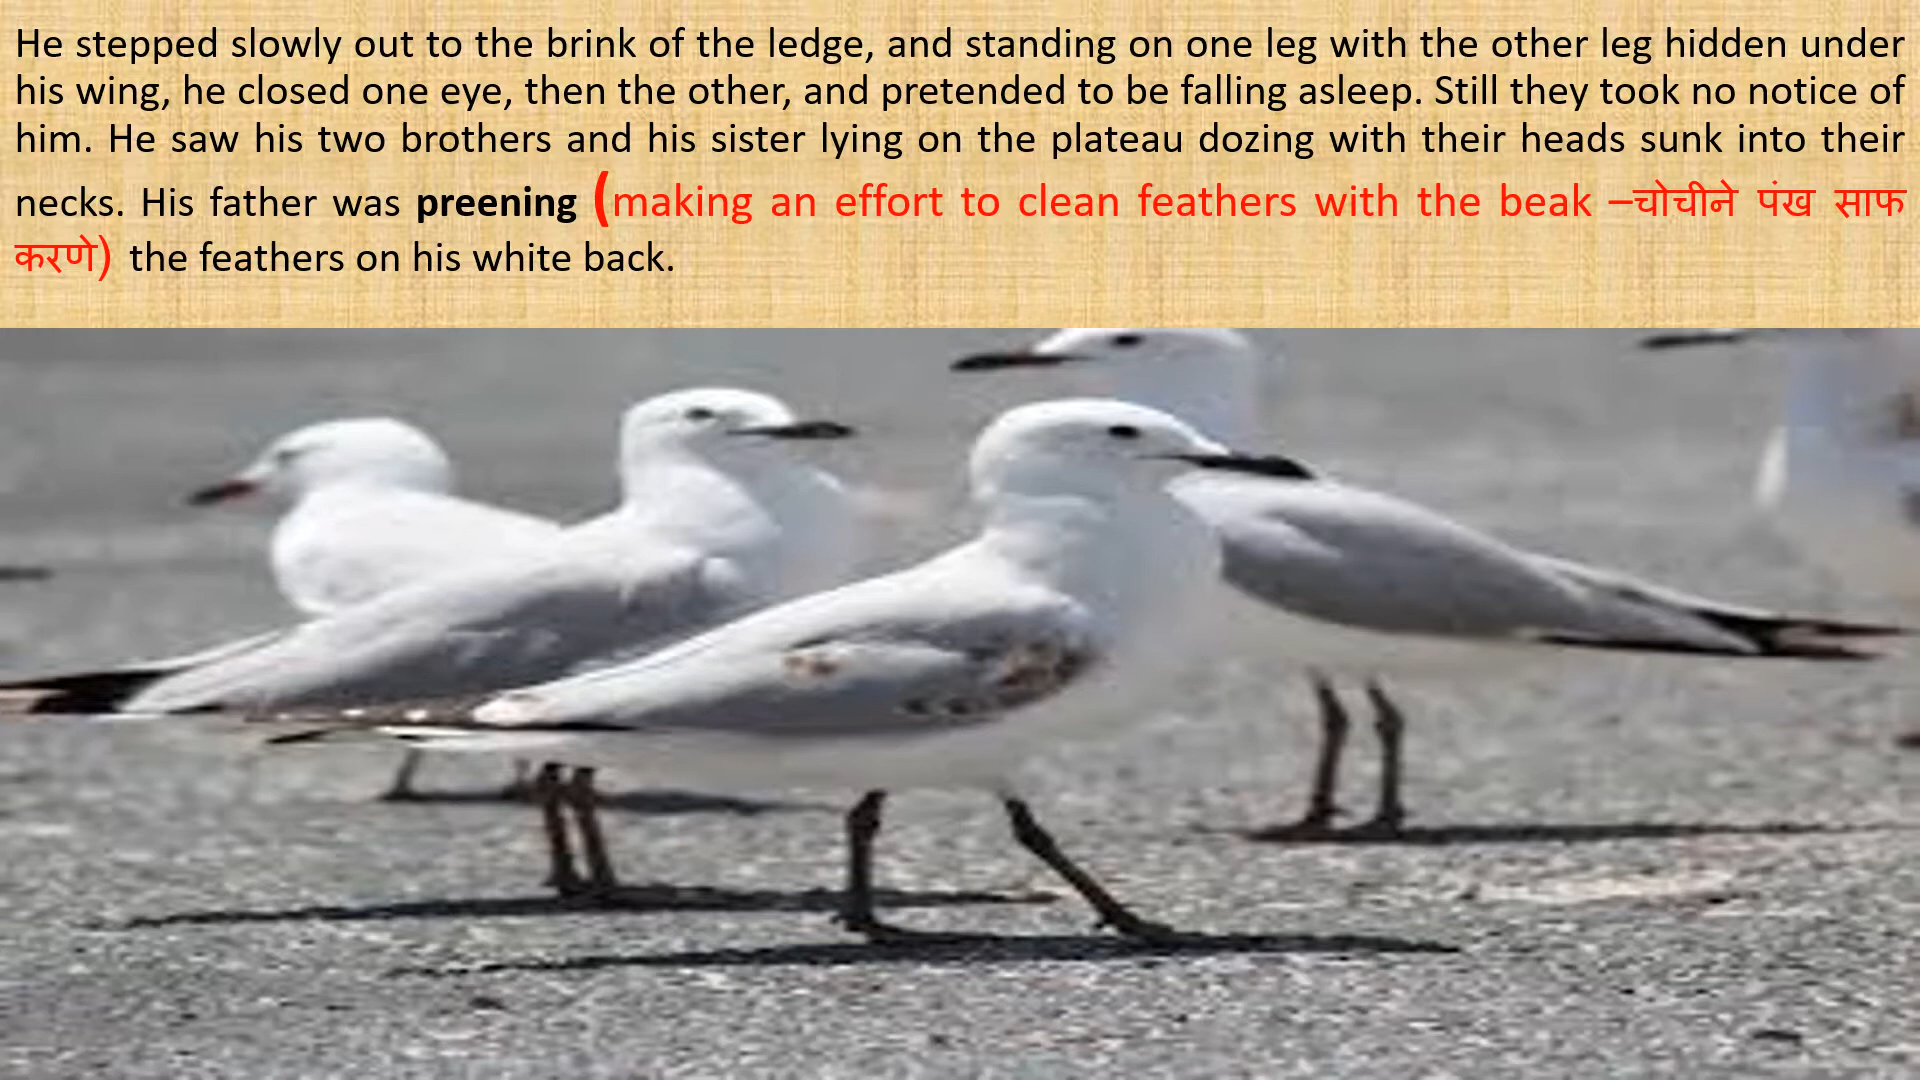 He stepped slowly out to the brink of the ledge, and standing on one leg with the other leg hidden under
his wing, he closed one eye, then the other, and pretended to be falling asleep. Still they took no notice of
him. He saw his two brothers and his sister lying on the plateau dozing with their heads sunk into their
necks. His father was preening (making an effort to clean feathers with the beak –चोचीने पंख साफ
करणे) the feathers on his white back.